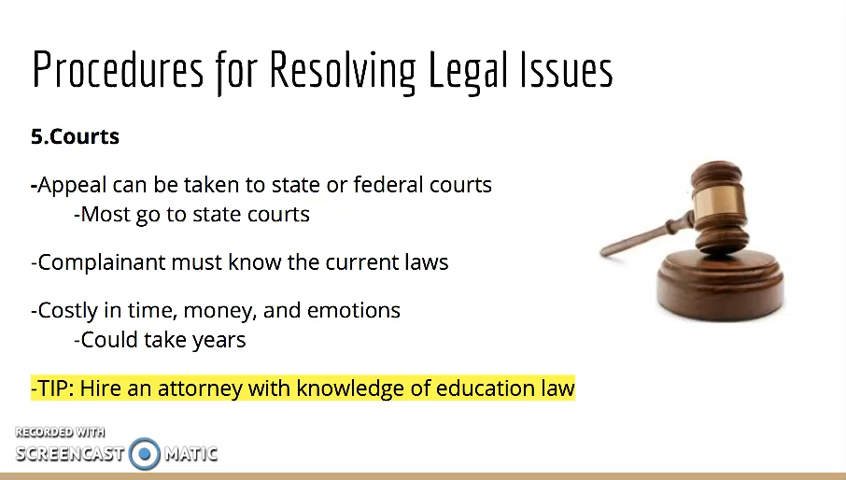 Procedures for Resolving Legal Issues
5.Courts
-Appeal can be taken to state or federal courts
-Most go to state courts
-Complainant must know the current laws
-Costly in time, money, and emotions
-Could take years
-TIP: Hire an attorney with knowledge of education law
RECORDED WITH
SCREENCAST MATIC